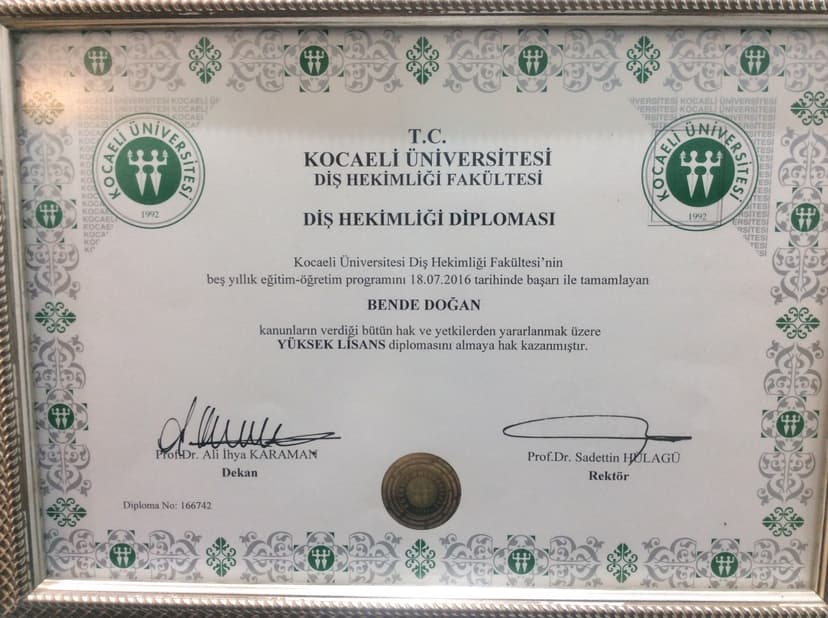 T.C.
KOCAELİ ÜNİVERSİTESİ
DİŞ HEKİMLİĞİ FAKÜLTESİ
KOCAELİ ÜNİVERSİTESİ
1992
KOCAELİ ÜNİVERSİTESİ
1992
DİŞ HEKİMLİĞİ DİPLOMASI
Kocaeli Üniversitesi Diş Hekimliği Fakültesi'nin
beş yıllık eğitim-öğretim programını 18.07.2016 tarihinde başarı ile tamamlayan
BENDE DOĞAN
kanunların verdiği bütün hak ve yetkilerden yararlanmak üzere
YÜKSEK LİSANS diplomasını almaya hak kazanmıştır.
Prof.Dr. Ali İhya KARAMAN
Dekan
Prof.Dr. Sadettin HÜLAGÜ
Rektör
Diploma No: 166742